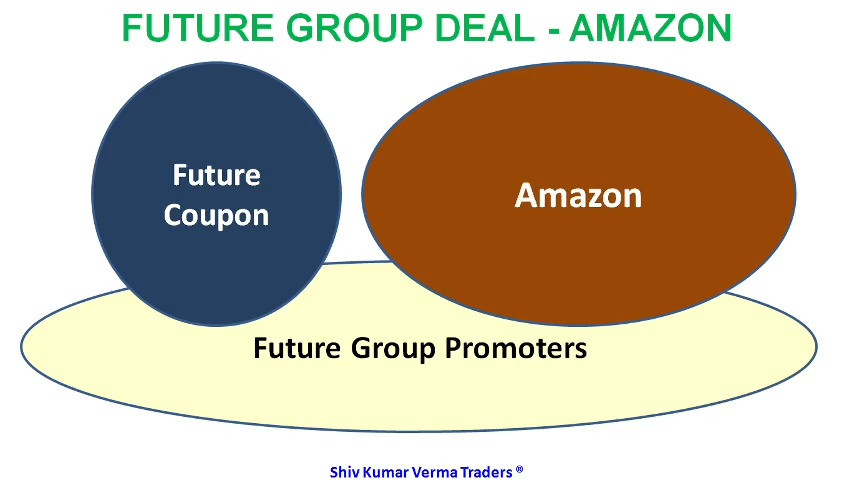 FUTURE GROUP DEAL - AMAZON
Future
Coupon
Amazon
Future Group Promoters
Shiv Kumar Verma Traders ®